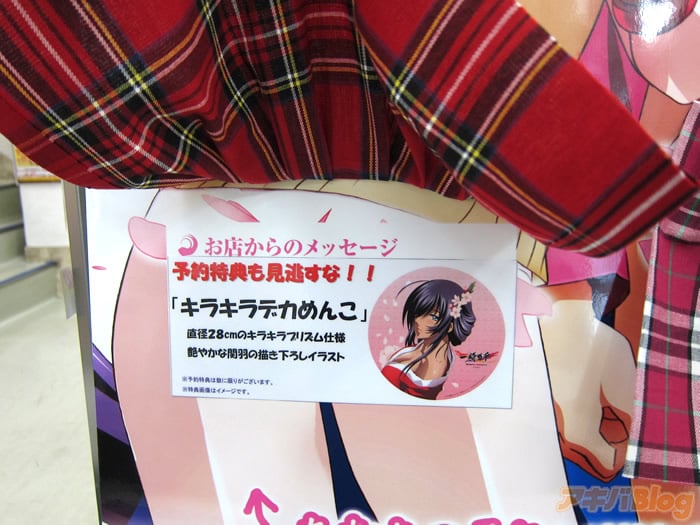 お店からのメッセージ
予約特典も見逃すな！！
「キラキラデカめんこ」
直径28cmのキラキラプリズム仕様
艶やかな関羽の描き下ろしイラスト
※予約特典は数に限りがございます。
※特典画像はイメージです。
一騎当千
アキバBlog